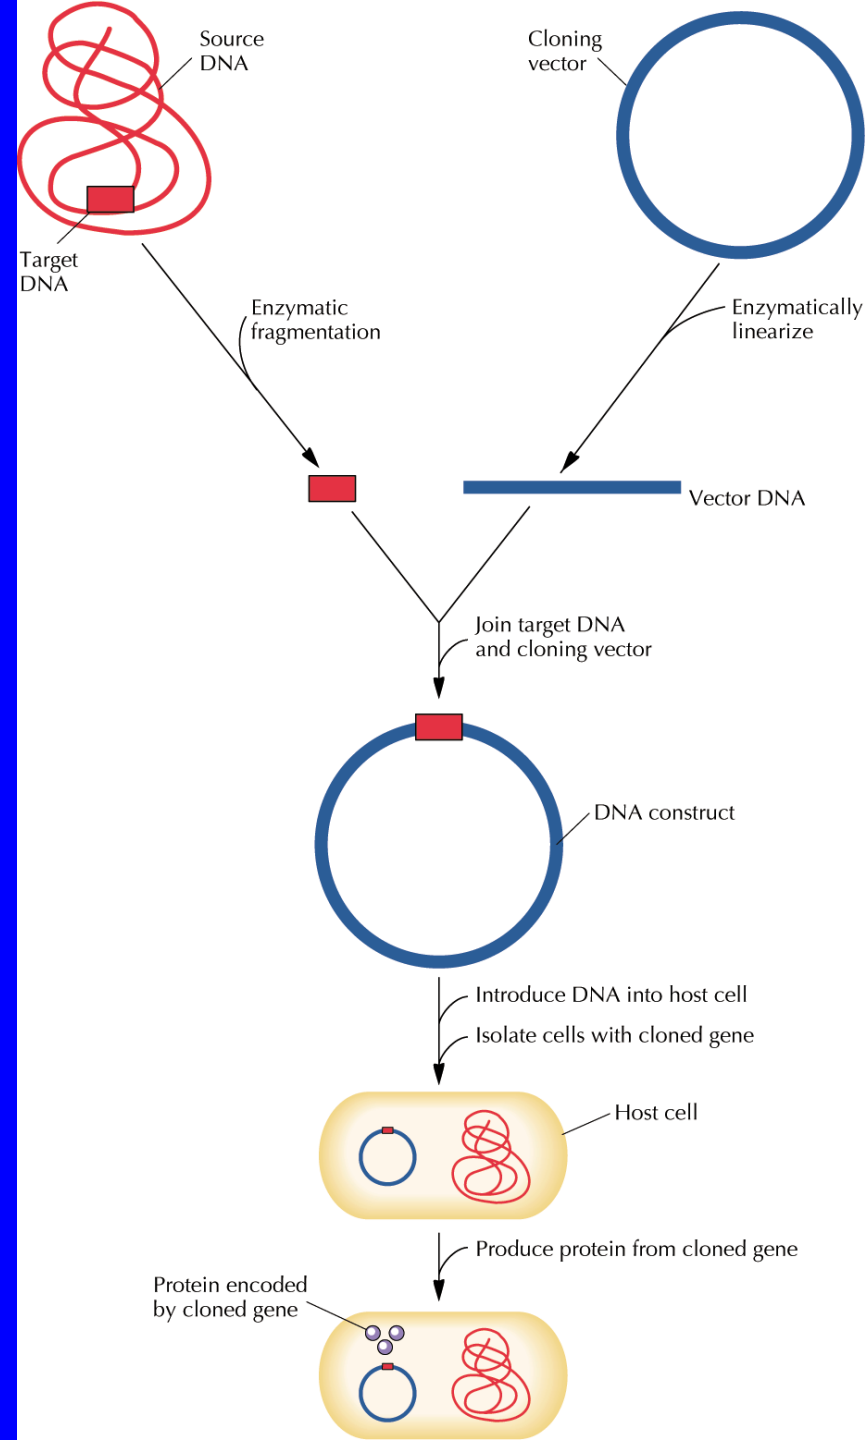 Source
DNA
Cloning
vector
Target
DNA
Enzymatic
fragmentation
Enzymatically
linearize
Vector DNA
Join target DNA
and cloning vector
DNA construct
Introduce DNA into host cell
Isolate cells with cloned gene
Host cell
Produce protein from cloned gene
Protein encoded
by cloned gene